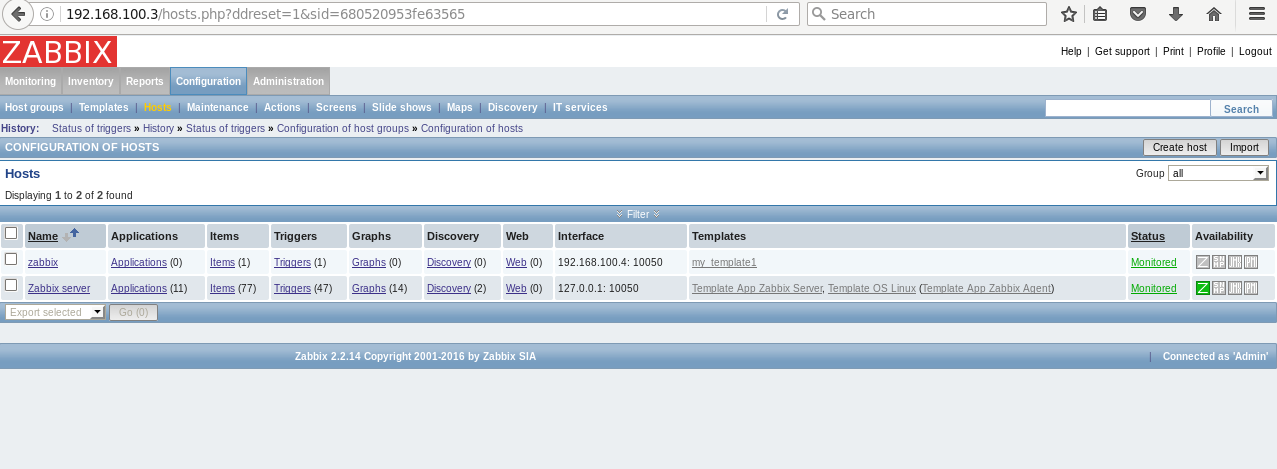 192.168.100.3/hosts.php?ddreset=1&sid=680520953fe63565 Search
ZABBIX Help | Get support | Print | Profile | Logout
Monitoring Inventory Reports Configuration Administration
Host groups | Templates | Hosts | Maintenance | Actions | Screens | Slide shows | Maps | Discovery | IT services Search
History: Status of triggers » History » Status of triggers » Configuration of host groups » Configuration of hosts
CONFIGURATION OF HOSTS Create host Import
Hosts Group all
Displaying 1 to 2 of 2 found
Filter
Name Applications Items Triggers Graphs Discovery Web Interface Templates Status Availability
zabbix Applications (0) Items (1) Triggers (1) Graphs (0) Discovery (0) Web (0) 192.168.100.4: 10050 my_template1 Monitored Z SNMP JMX IPMI
Zabbix server Applications (11) Items (77) Triggers (47) Graphs (14) Discovery (2) Web (0) 127.0.0.1: 10050 Template App Zabbix Server, Template OS Linux (Template App Zabbix Agent) Monitored Z SNMP JMX IPMI
Export selected Go (0)
Zabbix 2.2.14 Copyright 2001-2016 by Zabbix SIA | Connected as 'Admin'